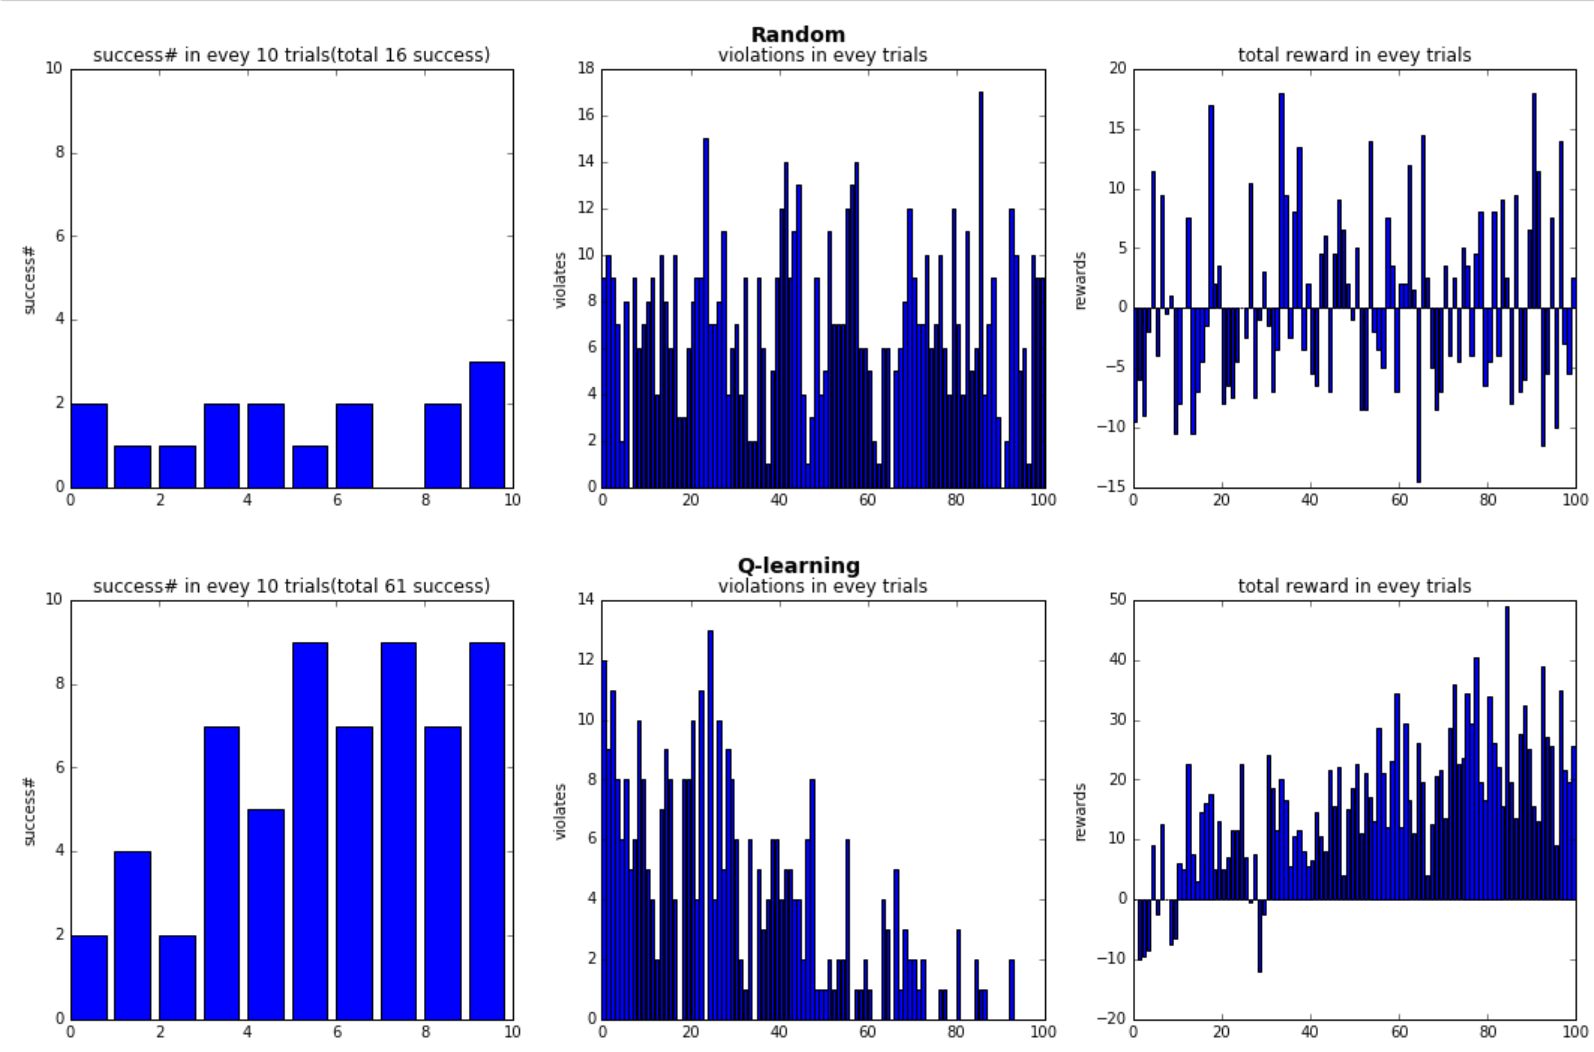 Random
success# in evey 10 trials(total 16 success)
10
8
6
4
2
0
success#
0 2 4 6 8 10
violations in evey trials
18
16
14
12
10
8
6
4
2
0
violates
0 20 40 60 80 100
total reward in evey trials
20
15
10
5
0
−5
−10
−15
rewards
0 20 40 60 80 100
Q-learning
success# in evey 10 trials(total 61 success)
10
8
6
4
2
0
success#
0 2 4 6 8 10
violations in evey trials
14
12
10
8
6
4
2
0
violates
0 20 40 60 80 100
total reward in evey trials
50
40
30
20
10
0
−10
−20
rewards
0 20 40 60 80 100